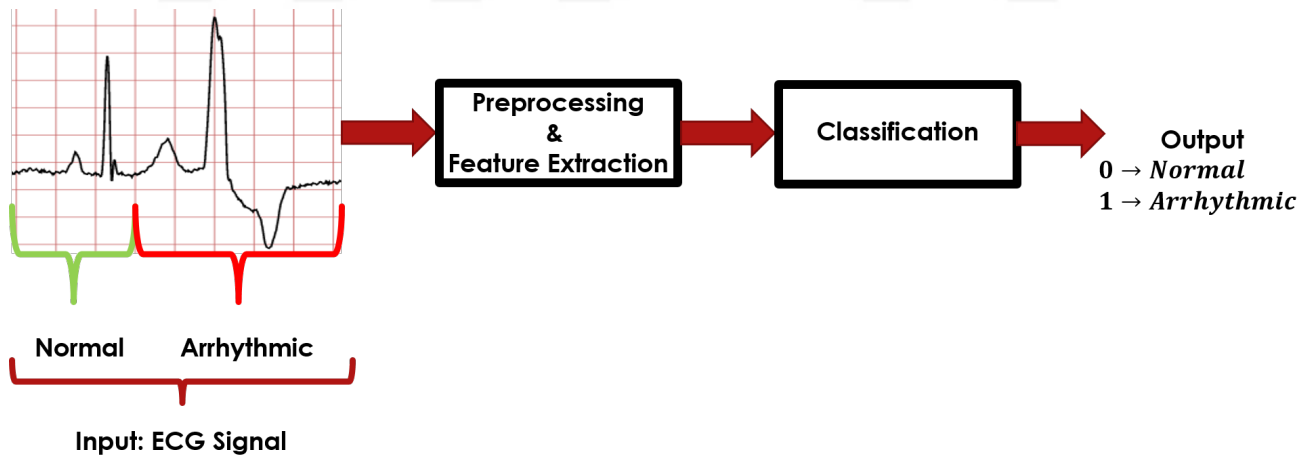 Preprocessing
&
Feature Extraction
Classification
Output
0 → Normal
1 → Arrhythmic
Normal
Arrhythmic
Input: ECG Signal